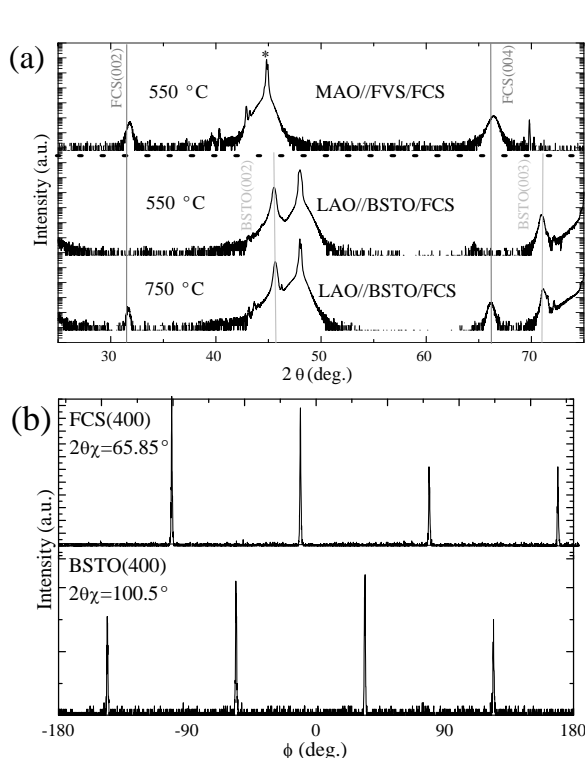 (a)
FCS(002)
FCS(004)
*
550 °C MAO//FVS/FCS
BSTO(002)
BSTO(003)
550 °C LAO//BSTO/FCS
750 °C LAO//BSTO/FCS
Intensity (a.u.)
30 40 50 60 70
2 θ (deg.)
(b)
FCS(400)
2θχ=65.85°
BSTO(400)
2θχ=100.5°
Intensity (a.u.)
-180 -90 0 90 180
ϕ (deg.)